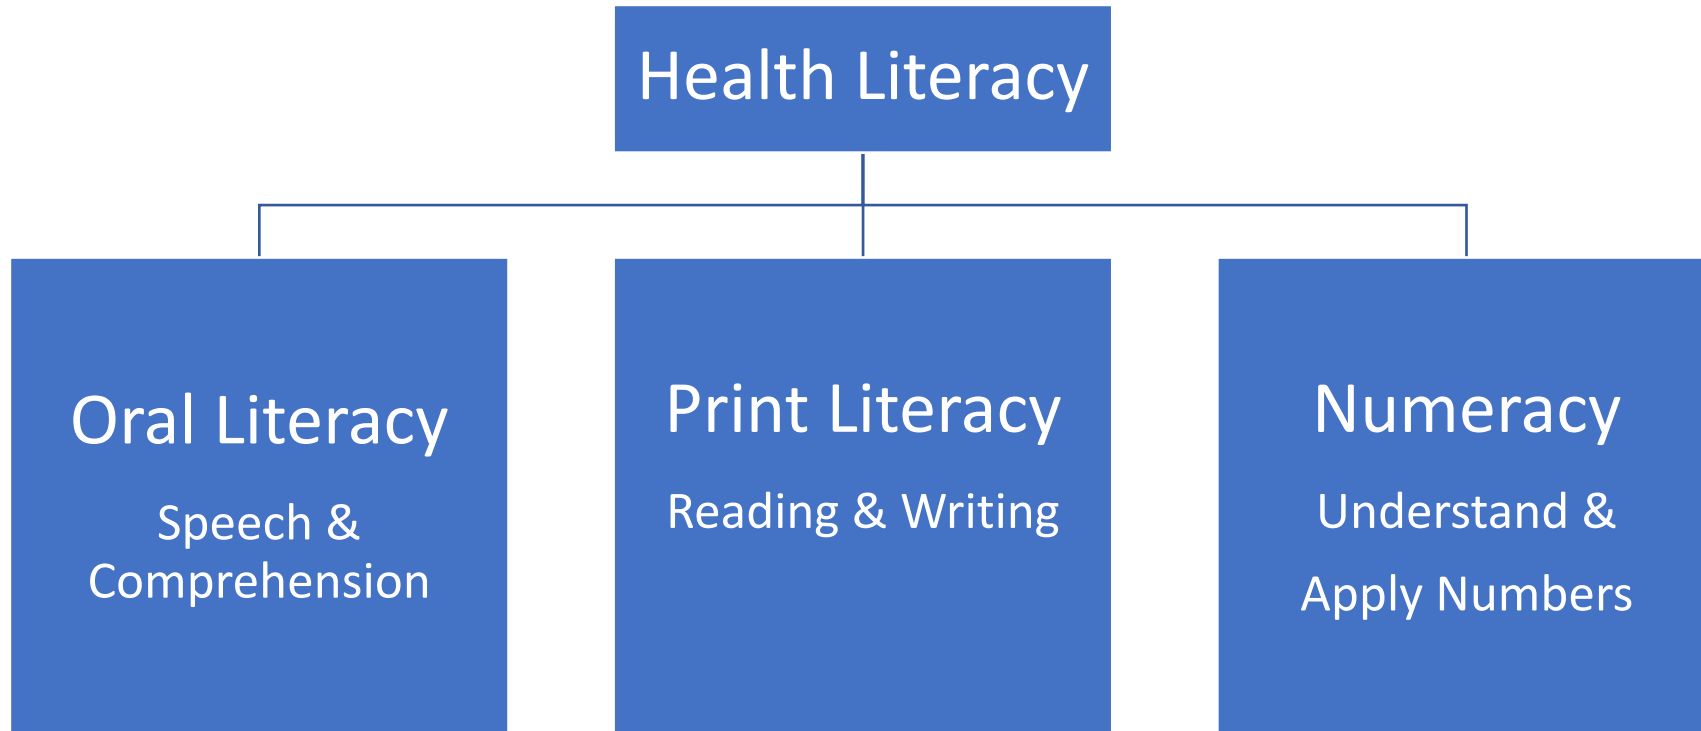 Health Literacy
Oral Literacy
Speech &
Comprehension
Print Literacy
Reading & Writing
Numeracy
Understand &
Apply Numbers